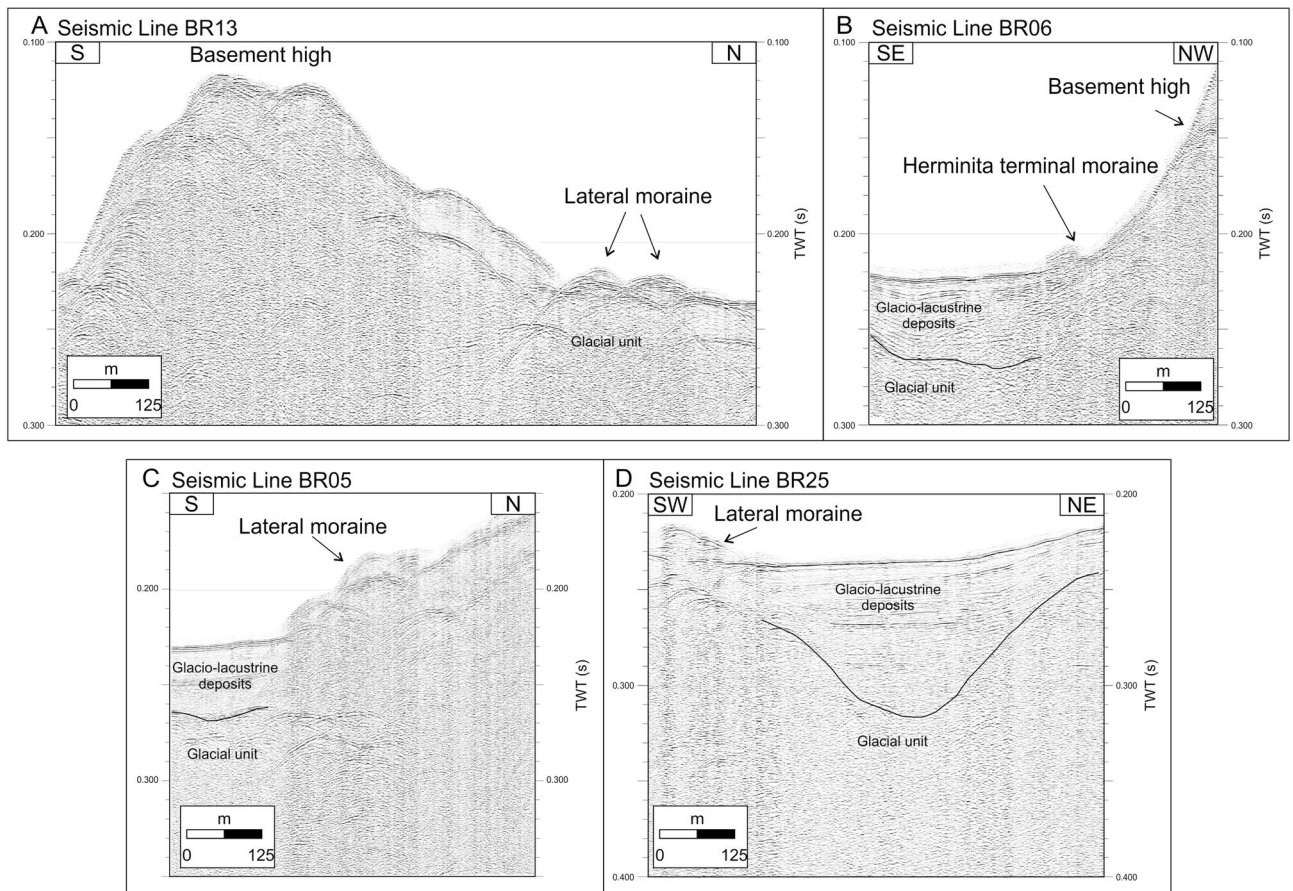 A Seismic Line BR13
S
Basement high
N
0.100
0.100
Lateral moraine
0.200
0.200
TWT (s)
Glacial unit
m
0 125
0.300
0.300
B Seismic Line BR06
SE
NW
0.100
0.100
Basement high
Herminita terminal moraine
0.200
0.200
TWT (s)
Glacio-lacustrine
deposits
Glacial unit
m
0 125
0.300
0.300
C Seismic Line BR05
S
N
Lateral moraine
0.200
0.200
Glacio-lacustrine
deposits
TWT (s)
Glacial unit
0.300
0.300
m
0 125
D Seismic Line BR25
0.200
0.200
SW
NE
Lateral moraine
Glacio-lacustrine
deposits
0.300
0.300
TWT (s)
Glacial unit
m
0 125
0.400
0.400